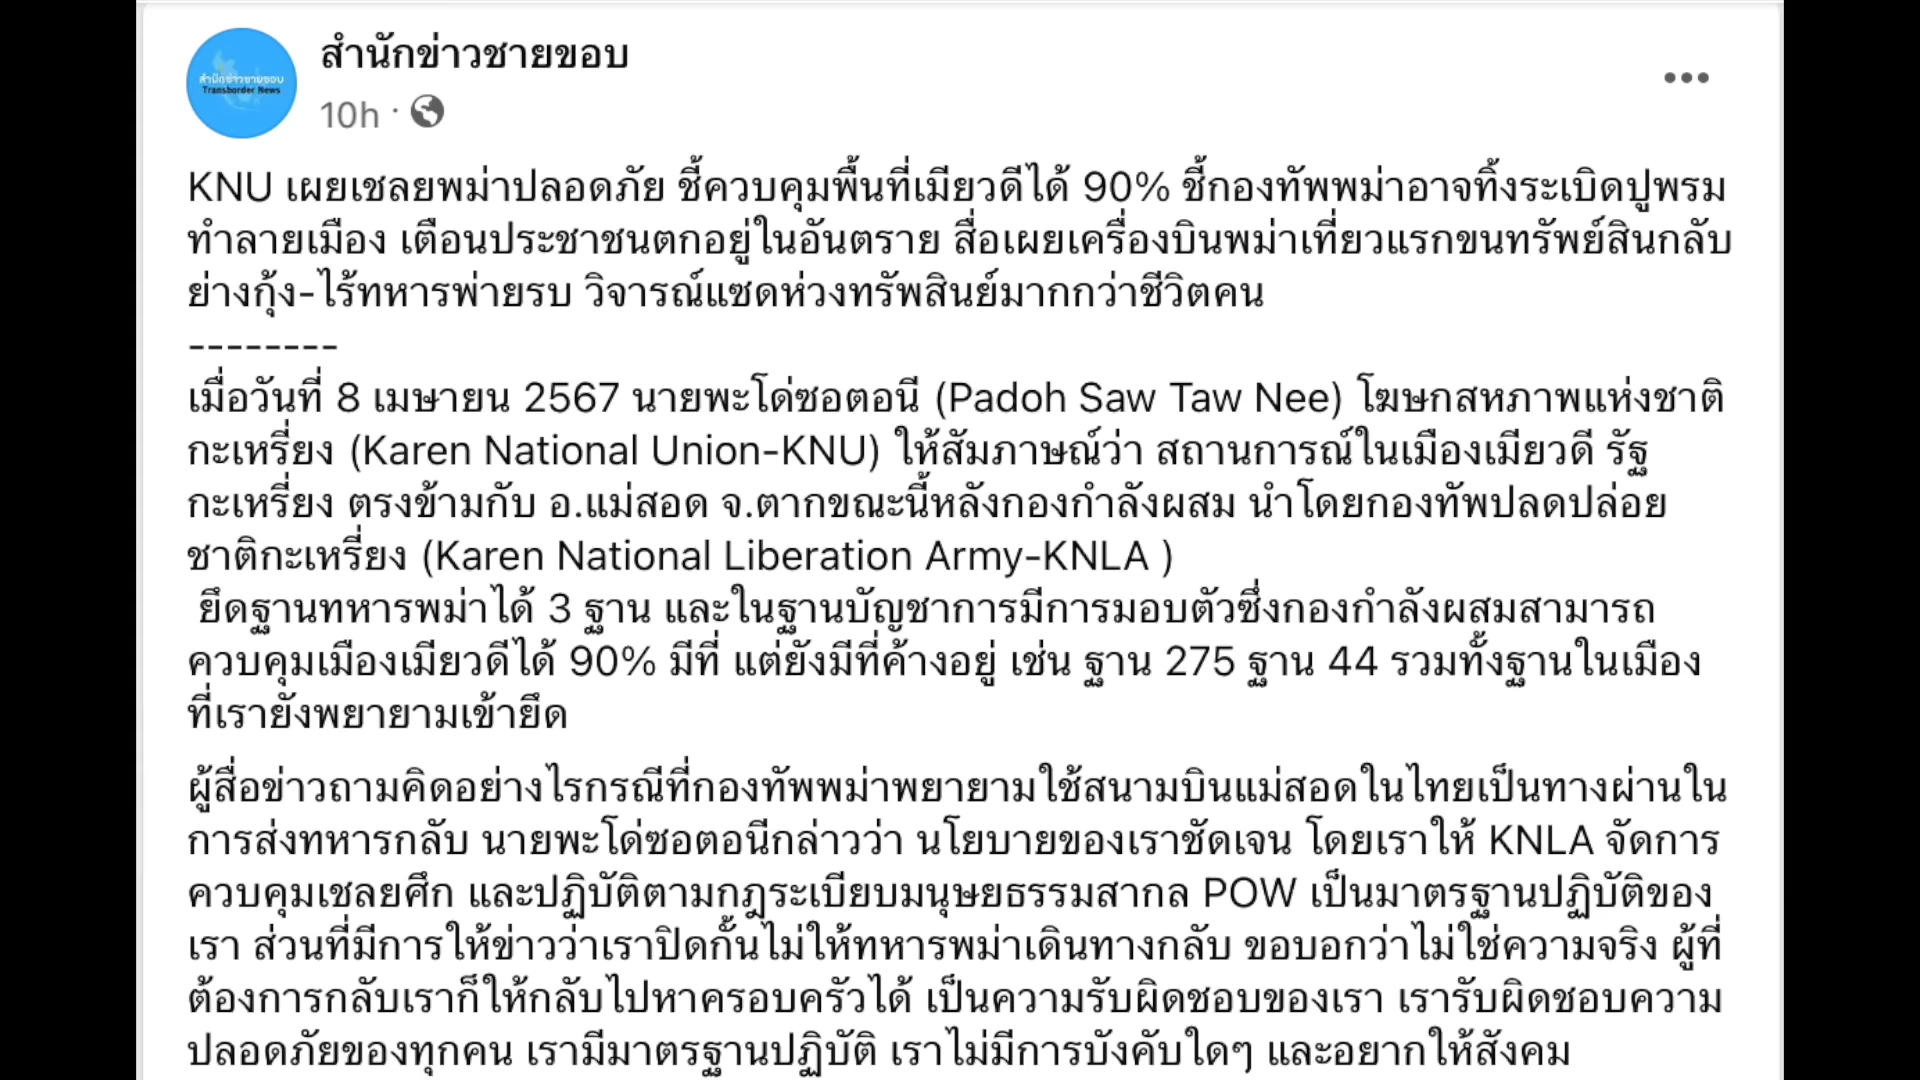 สำนักข่าวชายขอบ
สำนักข่าวชายขอบ
Transborder News
10h ·
KNU เผยเชลยพม่าปลอดภัย ชี้ควบคุมพื้นที่เมียวดีได้ 90% ชี้กองทัพพม่าอาจทิ้งระเบิดปูพรม
ทำลายเมือง เตือนประชาชนตกอยู่ในอันตราย สื่อเผยเครื่องบินพม่าเที่ยวแรกขนทรัพย์สินกลับ
ย่างกุ้ง-ไร้ทหารพ่ายรบ วิจารณ์แซดห่วงทรัพสินย์มากกว่าชีวิตคน
--------
เมื่อวันที่ 8 เมษายน 2567 นายพะโด่ซอตอนี (Padoh Saw Taw Nee) โฆษกสหภาพแห่งชาติ
กะเหรี่ยง (Karen National Union-KNU) ให้สัมภาษณ์ว่า สถานการณ์ในเมืองเมียวดี รัฐ
กะเหรี่ยง ตรงข้ามกับ อ.แม่สอด จ.ตากขณะนี้หลังกองกำลังผสม นำโดยกองทัพปลดปล่อย
ชาติกะเหรี่ยง (Karen National Liberation Army-KNLA )
ยึดฐานทหารพม่าได้ 3 ฐาน และในฐานบัญชาการมีการมอบตัวซึ่งกองกำลังผสมสามารถ
ควบคุมเมืองเมียวดีได้ 90% มีที่ แต่ยังมีที่ค้างอยู่ เช่น ฐาน 275 ฐาน 44 รวมทั้งฐานในเมือง
ที่เรายังพยายามเข้ายึด
ผู้สื่อข่าวถามคิดอย่างไรกรณีที่กองทัพพม่าพยายามใช้สนามบินแม่สอดในไทยเป็นทางผ่านใน
การส่งทหารกลับ นายพะโด่ซอตอนีกล่าวว่า นโยบายของเราชัดเจน โดยเราให้ KNLA จัดการ
ควบคุมเชลยศึก และปฏิบัติตามกฎระเบียบมนุษยธรรมสากล POW เป็นมาตรฐานปฏิบัติของ
เรา ส่วนที่มีการให้ข่าวว่าเราปิดกั้นไม่ให้ทหารพม่าเดินทางกลับ ขอบอกว่าไม่ใช่ความจริง ผู้ที่
ต้องการกลับเราก็ให้กลับไปหาครอบครัวได้ เป็นความรับผิดชอบของเรา เรารับผิดชอบความ
ปลอดภัยของทุกคน เรามีมาตรฐานปฏิบัติ เราไม่มีการบังคับใดๆ และอยากให้สังคม